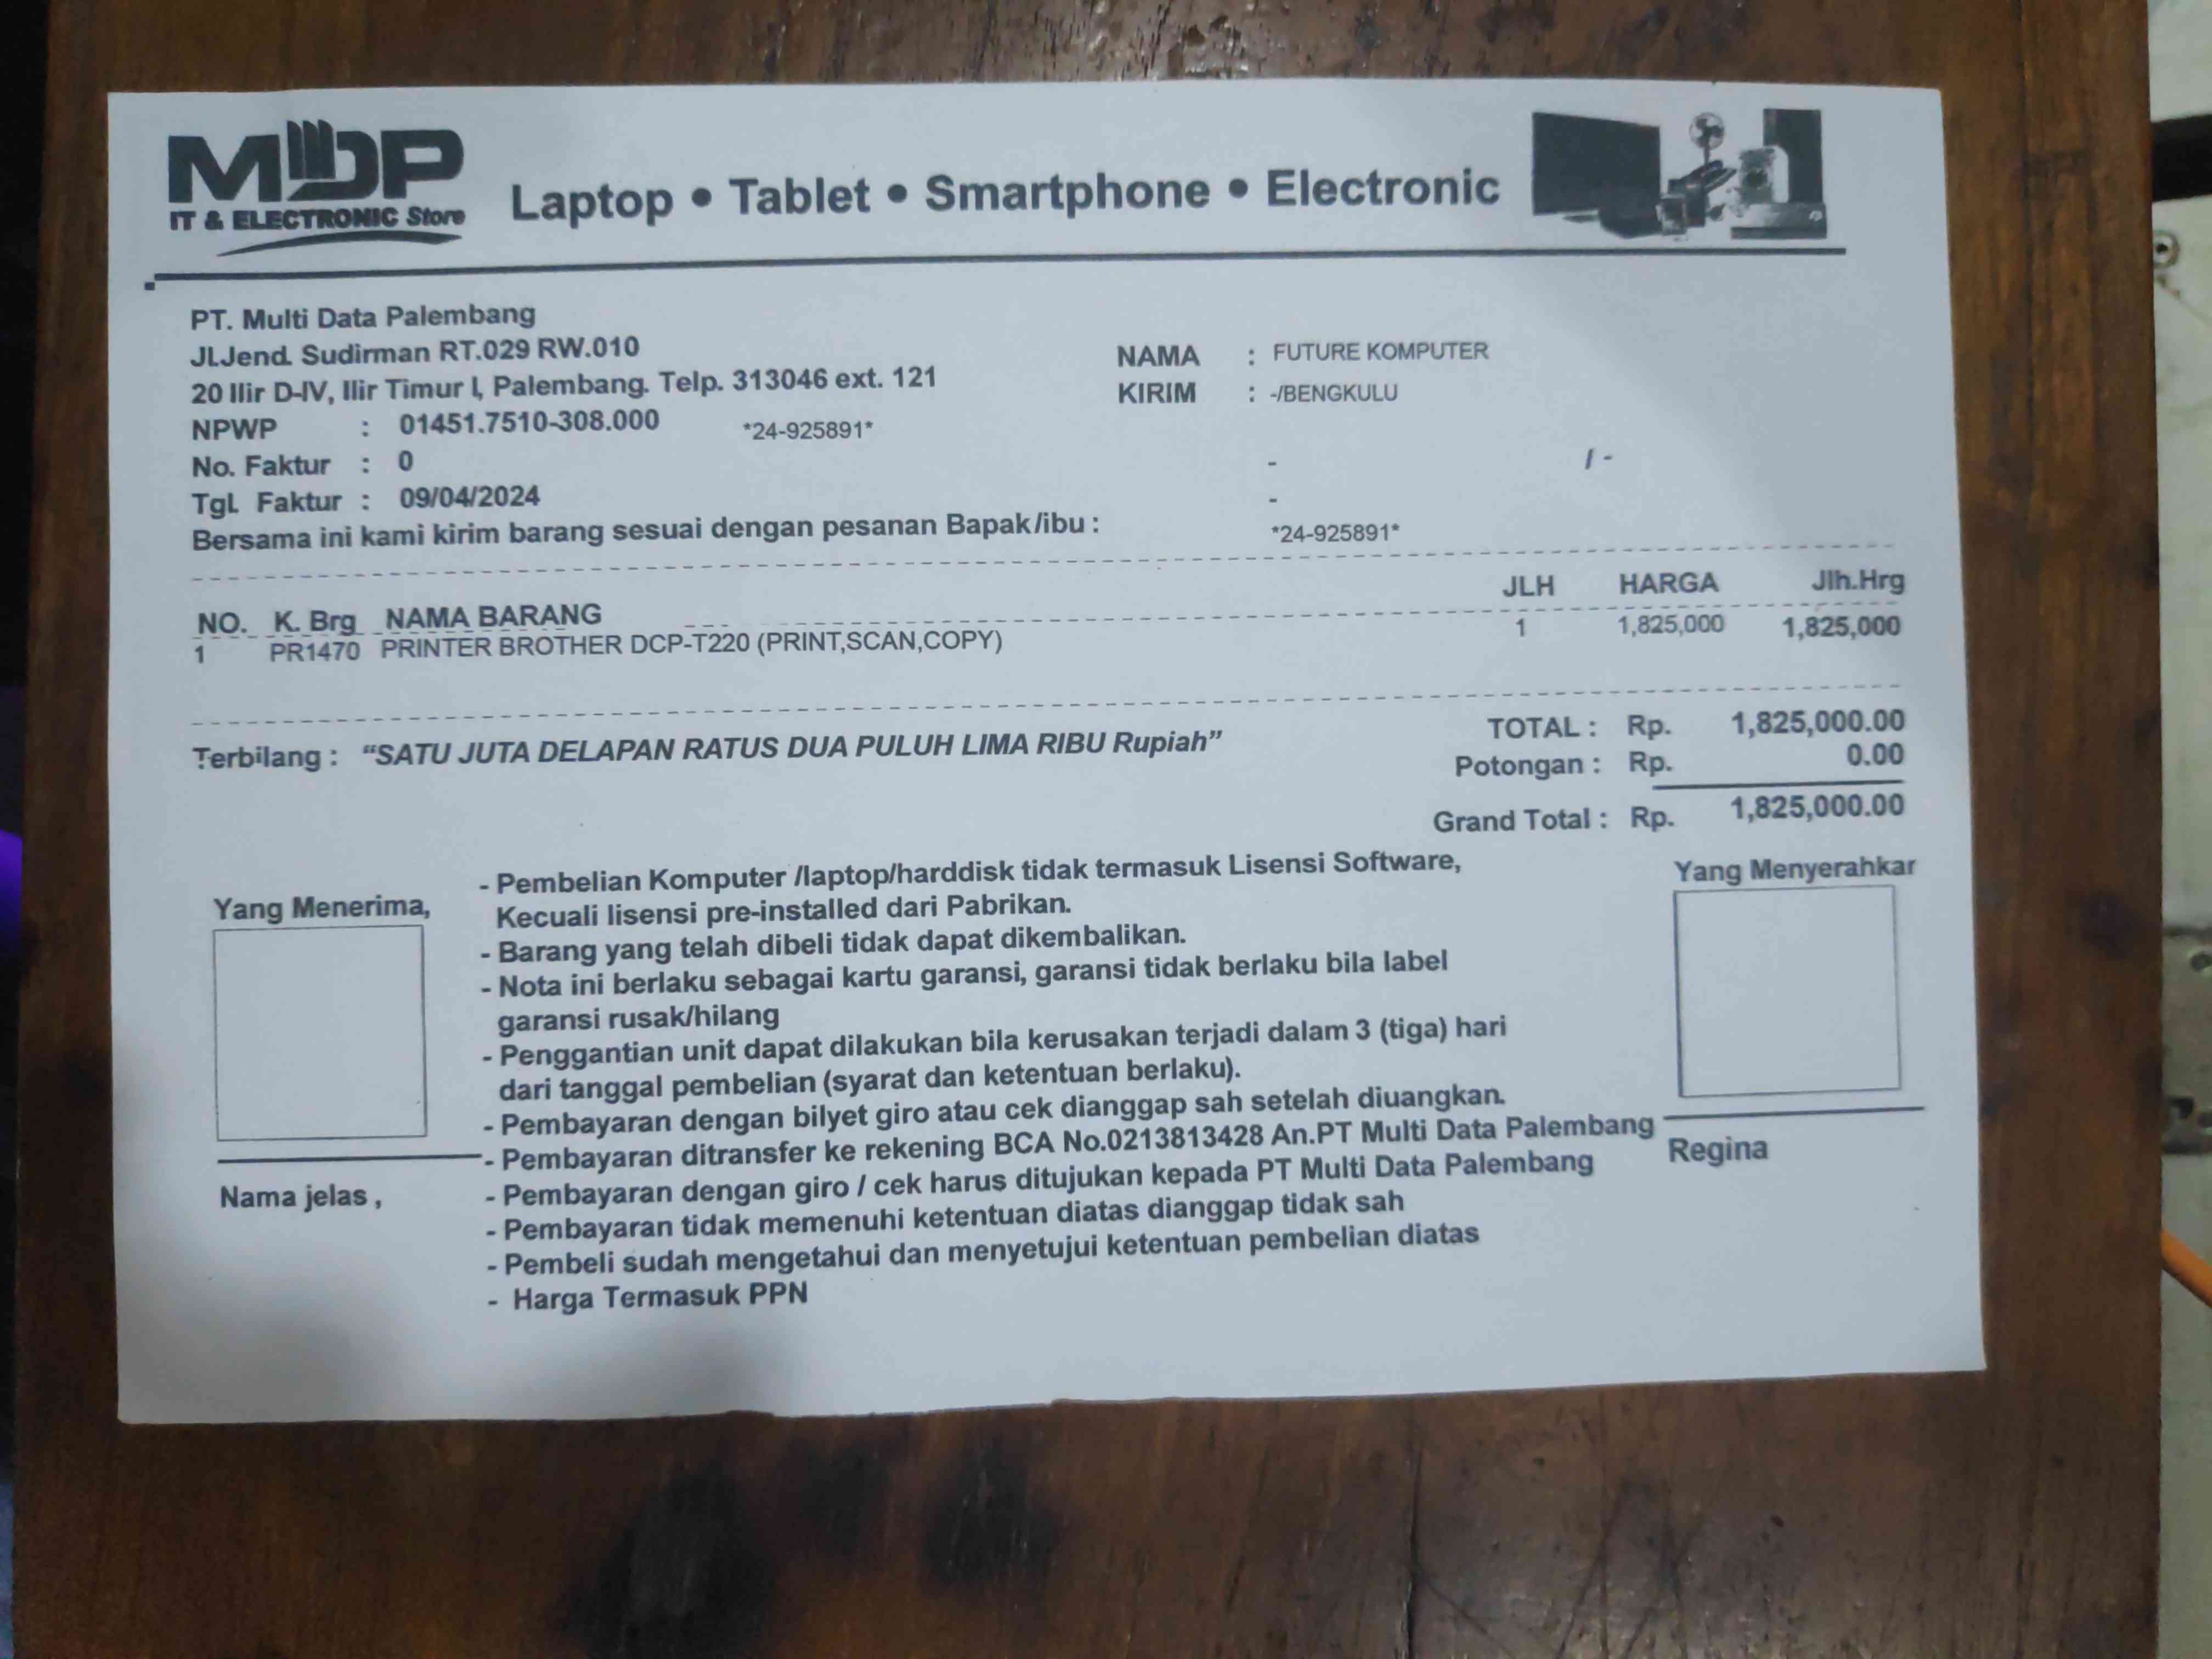 MDP
IT & ELECTRONIC Store
Laptop • Tablet • Smartphone • Electronic
PT. Multi Data Palembang
Jl.Jend. Sudirman RT.029 RW.010
20 Ilir D-IV, Ilir Timur I, Palembang. Telp. 313046 ext. 121
NPWP : 01451.7510-308.000 *24-925891*
No. Faktur : 0
Tgl. Faktur : 09/04/2024
Bersama ini kami kirim barang sesuai dengan pesanan Bapak/ibu :
NAMA : FUTURE KOMPUTER
KIRIM : -/BENGKULU
- / -
-
*24-925891*
NO. K. Brg NAMA BARANG JLH HARGA Jlh.Hrg
1 PR1470 PRINTER BROTHER DCP-T220 (PRINT,SCAN,COPY) 1 1,825,000 1,825,000
Terbilang : “SATU JUTA DELAPAN RATUS DUA PULUH LIMA RIBU Rupiah”
TOTAL : Rp. 1,825,000.00
Potongan : Rp. 0.00
Grand Total : Rp. 1,825,000.00
Yang Menerima,
Nama jelas ,
- Pembelian Komputer /laptop/harddisk tidak termasuk Lisensi Software,
Kecuali lisensi pre-installed dari Pabrikan.
- Barang yang telah dibeli tidak dapat dikembalikan.
- Nota ini berlaku sebagai kartu garansi, garansi tidak berlaku bila label
garansi rusak/hilang
- Penggantian unit dapat dilakukan bila kerusakan terjadi dalam 3 (tiga) hari
dari tanggal pembelian (syarat dan ketentuan berlaku).
- Pembayaran dengan bilyet giro atau cek dianggap sah setelah diuangkan.
- Pembayaran ditransfer ke rekening BCA No.0213813428 An.PT Multi Data Palembang
- Pembayaran dengan giro / cek harus ditujukan kepada PT Multi Data Palembang
- Pembayaran tidak memenuhi ketentuan diatas dianggap tidak sah
- Pembeli sudah mengetahui dan menyetujui ketentuan pembelian diatas
- Harga Termasuk PPN
Yang Menyerahkar
Regina